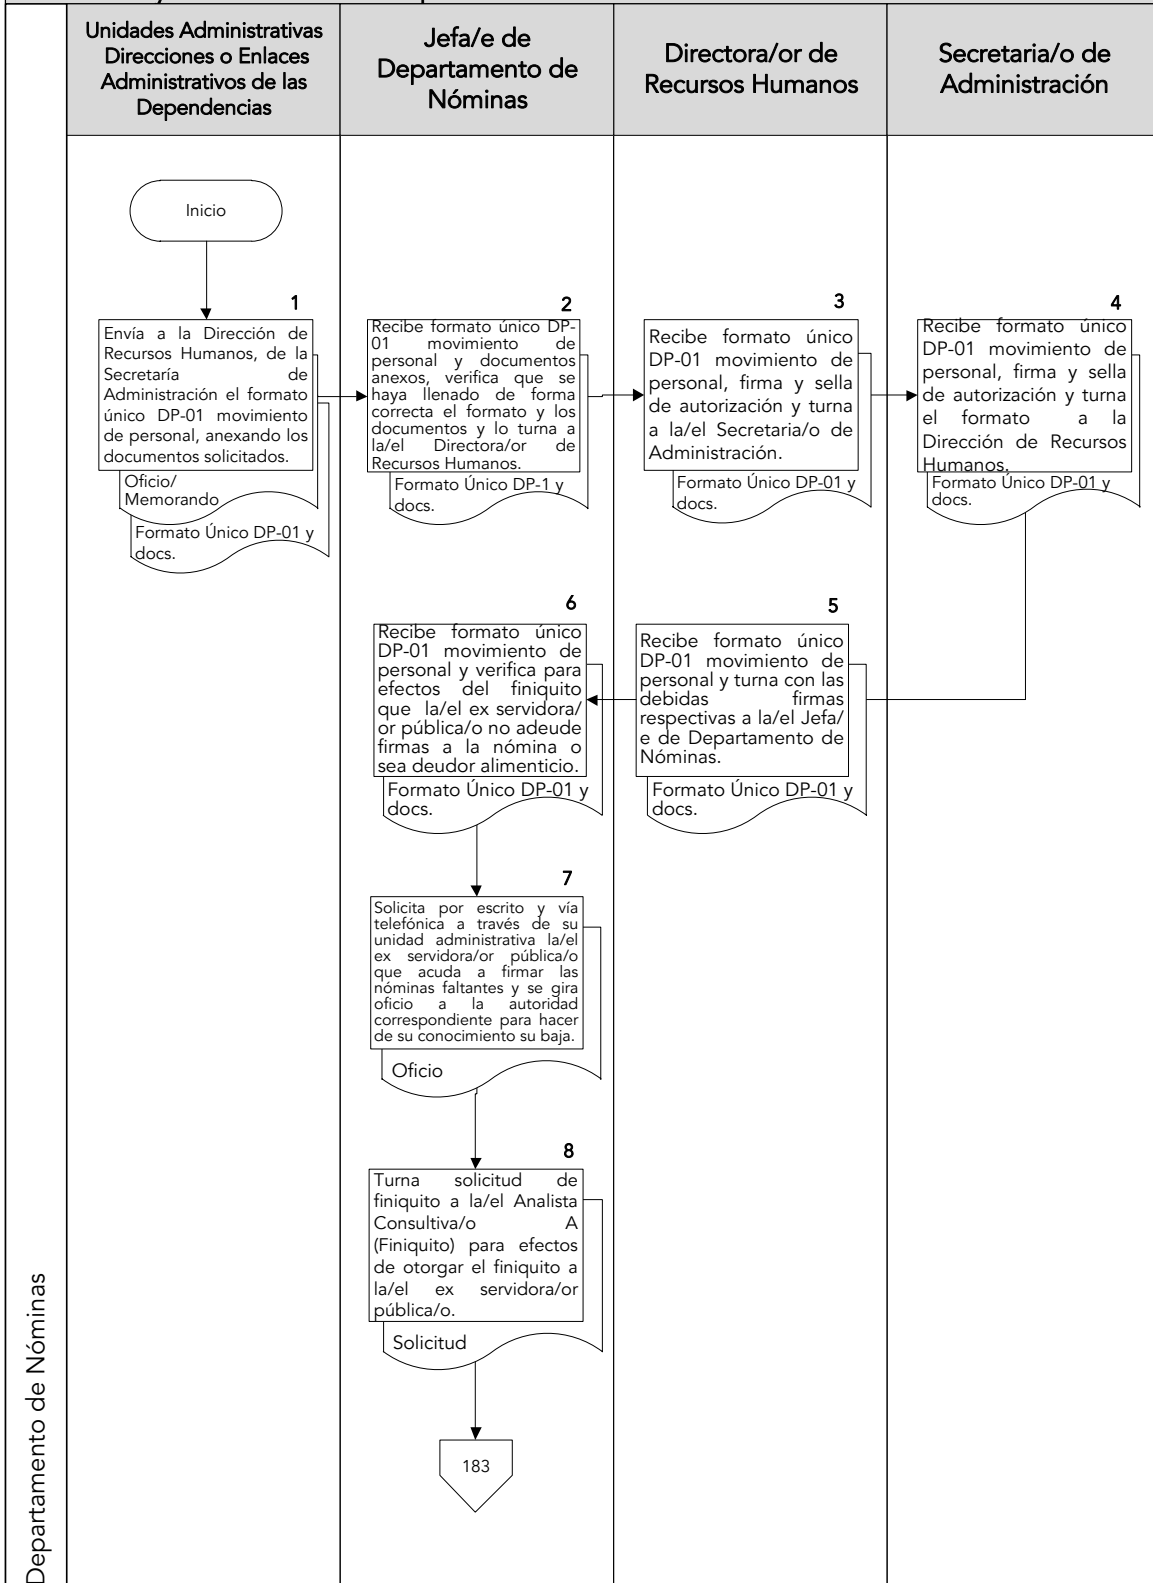 Unidades Administrativas
Direcciones o Enlaces
Administrativos de las
Dependencias
Jefa/e de
Departamento de
Nóminas
Directora/or de
Recursos Humanos
Secretaria/o de
Administración
Inicio
1
Envía a la Dirección de
Recursos Humanos, de la
Secretaría de
Administración el formato
único DP-01 movimiento
de personal, anexando los
documentos solicitados.
Oficio/
Memorando
Formato Único DP-01 y
docs.
2
Recibe formato único DP-
01 movimiento de
personal y documentos
anexos, verifica que se
haya llenado de forma
correcta el formato y los
documentos y lo turna a
la/el Directora/or de
Recursos Humanos.
Formato Único DP-1 y
docs.
3
Recibe formato único
DP-01 movimiento de
personal, firma y sella
de autorización y turna
a la/el Secretaria/o de
Administración.
Formato Único DP-01 y
docs.
4
Recibe formato único
DP-01 movimiento de
personal, firma y sella
de autorización y turna
el formato a la
Dirección de Recursos
Humanos.
Formato Único DP-01 y
docs.
5
Recibe formato único
DP-01 movimiento de
personal y turna con las
debidas firmas
respectivas a la/el Jefa/
e de Departamento de
Nóminas.
Formato Único DP-01 y
docs.
6
Recibe formato único
DP-01 movimiento de
personal y verifica para
efectos del finiquito
que la/el ex servidora/
or pública/o no adeude
firmas a la nómina o
sea deudor alimenticio.
Formato Único DP-01 y
docs.
7
Solicita por escrito y vía
telefónica a través de su
unidad administrativa la/el
ex servidora/or pública/o
que acuda a firmar las
nóminas faltantes y se gira
oficio a la autoridad
correspondiente para hacer
de su conocimiento su baja.
Oficio
8
Turna solicitud de
finiquito a la/el Analista
Consultiva/o A
(Finiquito) para efectos
de otorgar el finiquito a
la/el ex servidora/or
pública/o.
Solicitud
183
Departamento de Nóminas